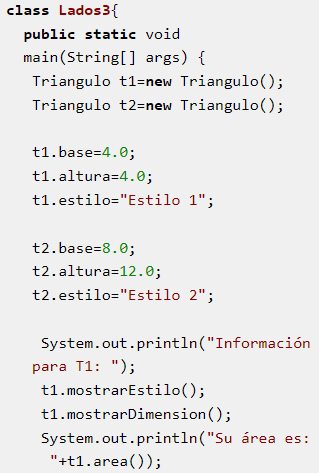 class Lados3{
public static void
main(String[] args) {
Triangulo t1=new Triangulo();
Triangulo t2=new Triangulo();
t1.base=4.0;
t1.altura=4.0;
t1.estilo="Estilo 1";
t2.base=8.0;
t2.altura=12.0;
t2.estilo="Estilo 2";
System.out.println("Información
para T1: ");
t1.mostrarEstilo();
t1.mostrarDimension();
System.out.println("Su área es:
"+t1.area());